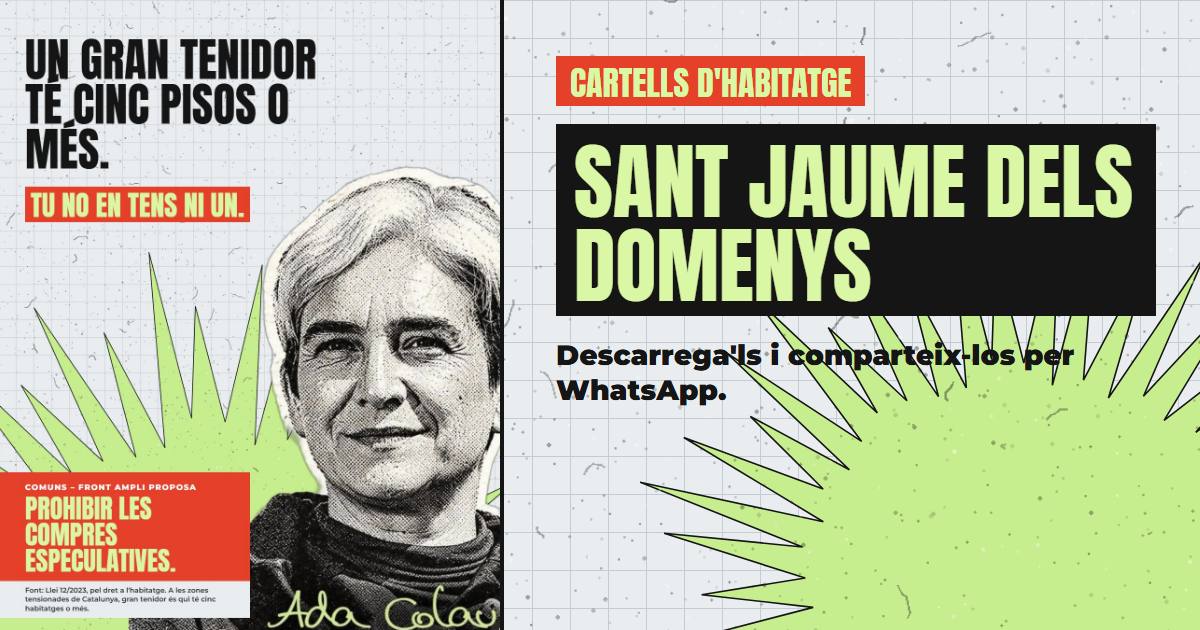 UN GRAN TENIDOR
TÉ CINC PISOS O
MÉS.
TU NO EN TENS NI UN.
COMUNS – FRONT AMPLI PROPOSA
PROHIBIR LES
COMPRES
ESPECULATIVES.
Font: Llei 12/2023, pel dret a l'habitatge. A les zones
tensionades de Catalunya, gran tenidor és qui té cinc
habitatges o més.
Ada Colau
CARTELLS D'HABITATGE
SANT JAUME DELS
DOMENYS
Descarrega'ls i comparteix-los per
WhatsApp.